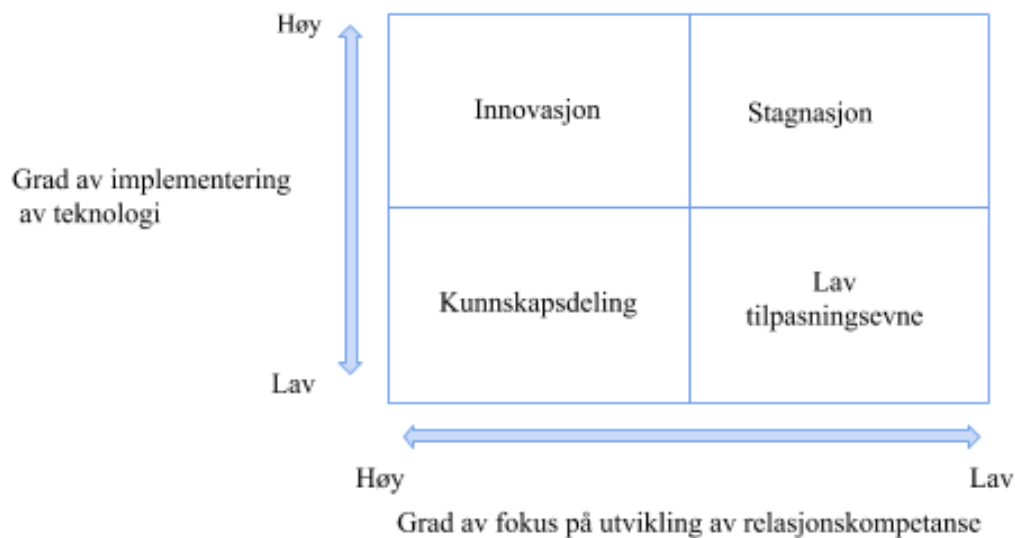 Høy
Innovasjon
Stagnasjon
Grad av implementering
av teknologi
Kunnskapsdeling
Lav
tilpasningsevne
Lav
Høy
Lav
Grad av fokus på utvikling av relasjonskompetanse